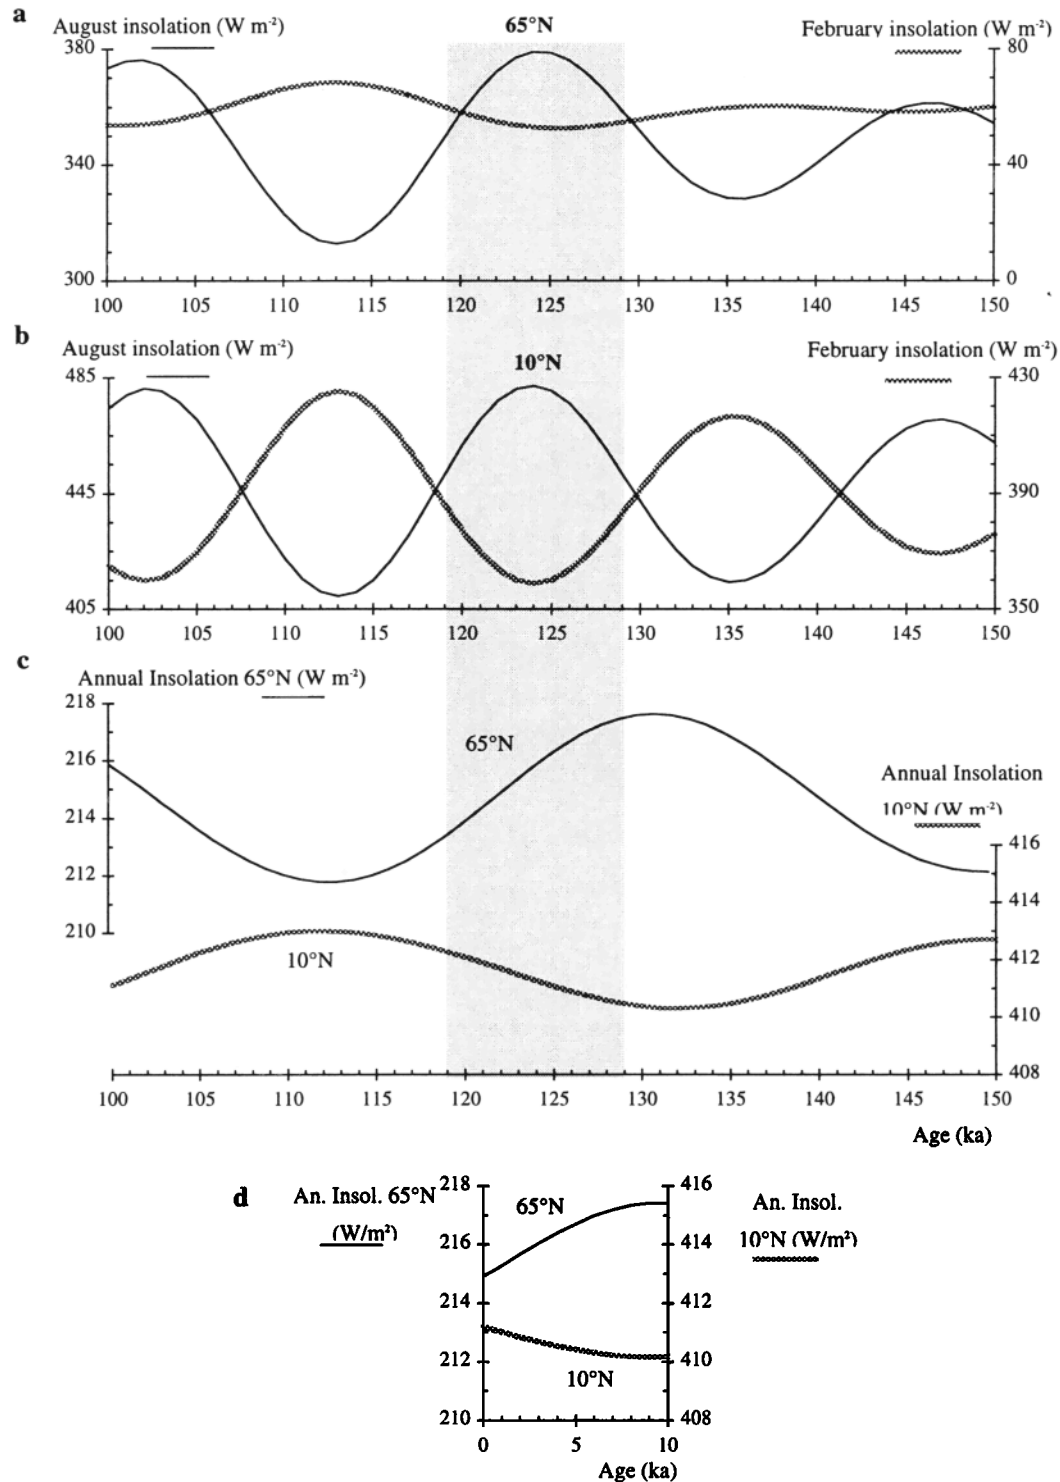 a
August insolation (W m-2)
65°N
February insolation (W m-2)
380
340
300
80
40
0
100 105 110 115 120 125 130 135 140 145 150
b
August insolation (W m-2)
10°N
February insolation (W m-2)
485
445
405
430
390
350
100 105 110 115 120 125 130 135 140 145 150
c
Annual Insolation 65°N (W m-2)
218
216
214
212
210
65°N
10°N
Annual Insolation
10°N (W m-2)
416
414
412
410
408
100 105 110 115 120 125 130 135 140 145 150
Age (ka)
d
An. Insol. 65°N
(W/m²)
218
216
214
212
210
65°N
10°N
416
414
412
410
408
An. Insol.
10°N (W/m²)
0 5 10
Age (ka)